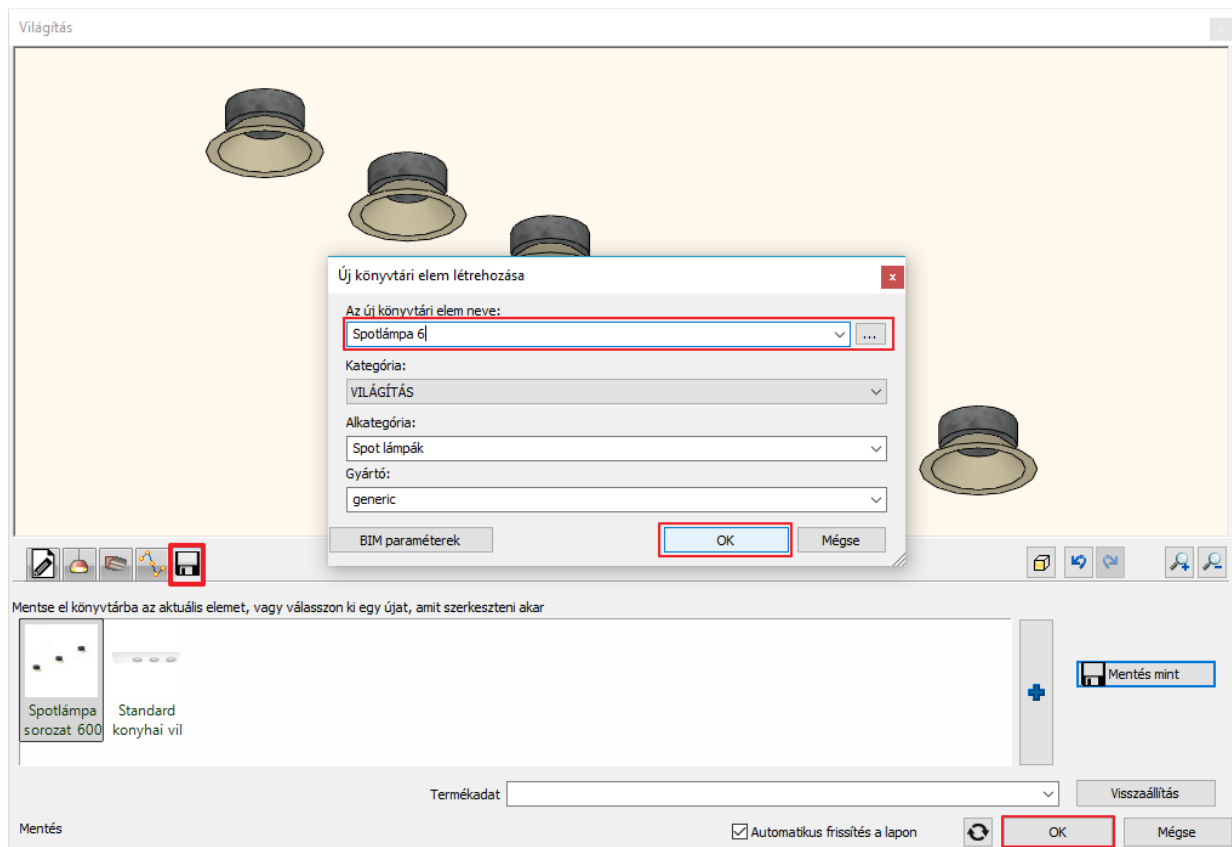 Világítás
x
Új könyvtári elem létrehozása
x
Az új könyvtári elem neve:
Spotlámpa 6
...
Kategória:
VILÁGÍTÁS
Alkategória:
Spot lámpák
Gyártó:
generic
BIM paraméterek
OK
Mégse
Mentse el könyvtárba az aktuális elemet, vagy válasszon ki egy újat, amit szerkeszteni akar
Spotlámpa
sorozat 600
Standard
konyhai vil
Mentés mint
Termékadat
Visszaállítás
Mentés
Automatikus frissítés a lapon
OK
Mégse